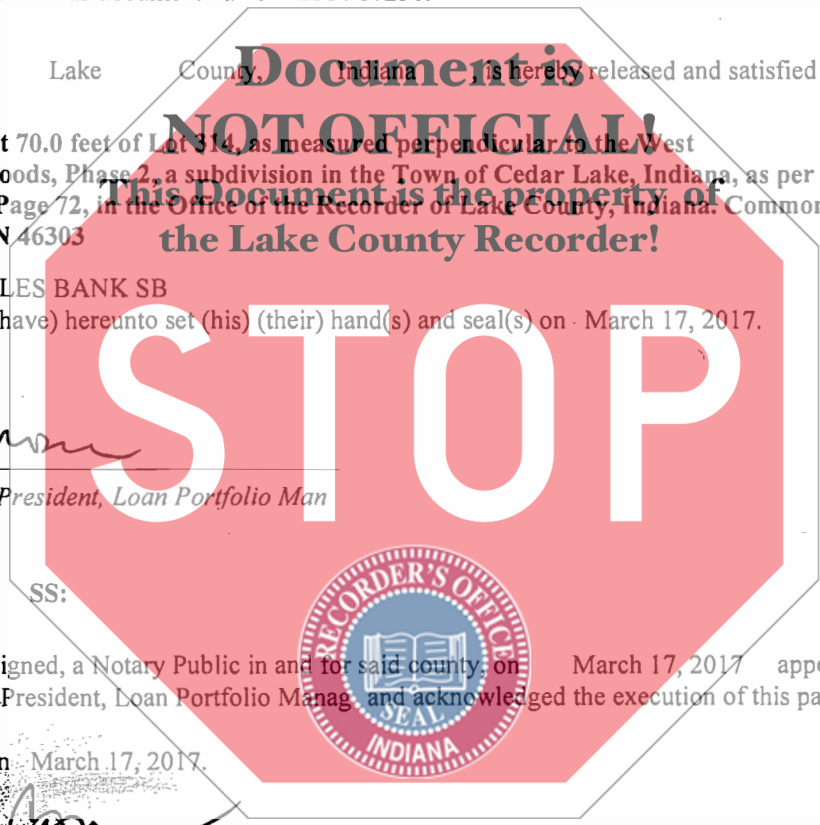 Lake County, Indiana , is hereby released and satisfied
Document is
NOT OFFICIAL!
This Document is the property of
the Lake County Recorder!
t 70.0 feet of Lot 314, as measured perpendicular to the West
oods, Phase 2, a subdivision in the Town of Cedar Lake, Indiana, as per
Page 72, in the Office of the Recorder of Lake County, Indiana. Common
N 46303
LES BANK SB
have) hereunto set (his) (their) hand(s) and seal(s) on March 17, 2017.
STOP
President, Loan Portfolio Man
SS:
RECORDER'S OFFICE
SEAL
INDIANA
igned, a Notary Public in and for said county, on March 17, 2017 appe
President, Loan Portfolio Manag and acknowledged the execution of this pa
n March 17, 2017.